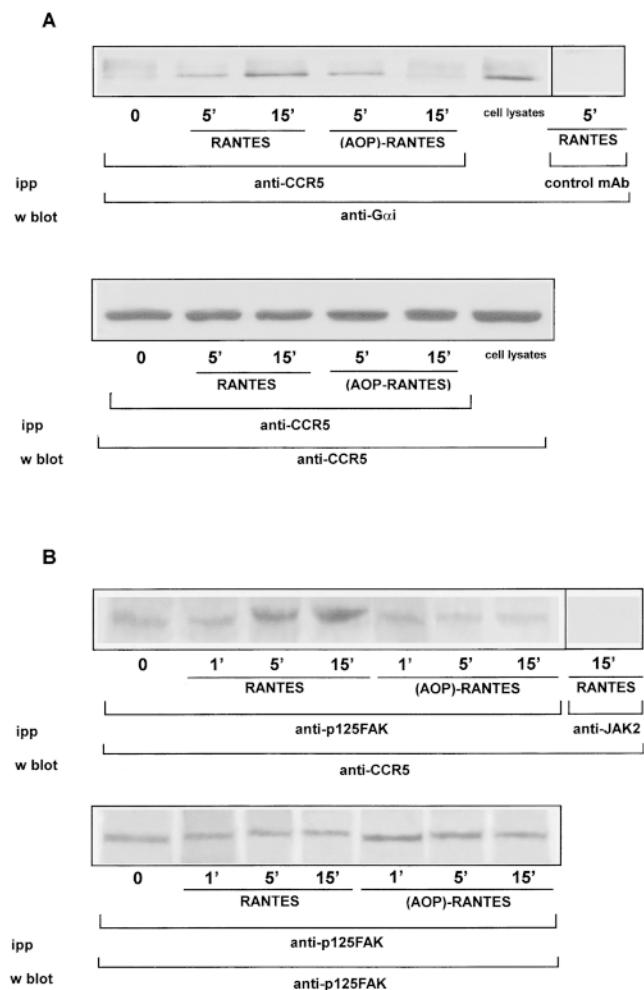 A
0 5' 15' 5' 15' cell lysates 5'
RANTES (AOP)-RANTES RANTES
ipp anti-CCR5 control mAb
w blot anti-Gαi
0 5' 15' 5' 15' cell lysates
RANTES (AOP-RANTES)
ipp anti-CCR5
w blot anti-CCR5
B
0 1' 5' 15' 1' 5' 15' 15'
RANTES (AOP)-RANTES RANTES
ipp anti-p125FAK anti-JAK2
w blot anti-CCR5
0 1' 5' 15' 1' 5' 15'
RANTES (AOP)-RANTES
ipp anti-p125FAK
w blot anti-p125FAK